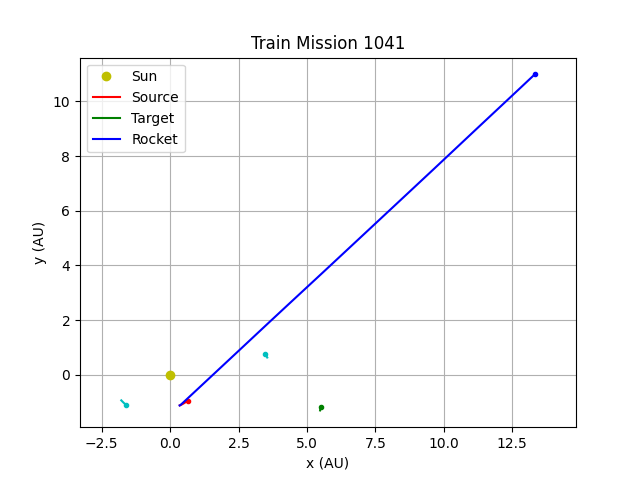 Train Mission 1041
Sun
Source
Target
Rocket
y (AU)
10
8
6
4
2
0
−2.5 0.0 2.5 5.0 7.5 10.0 12.5
x (AU)